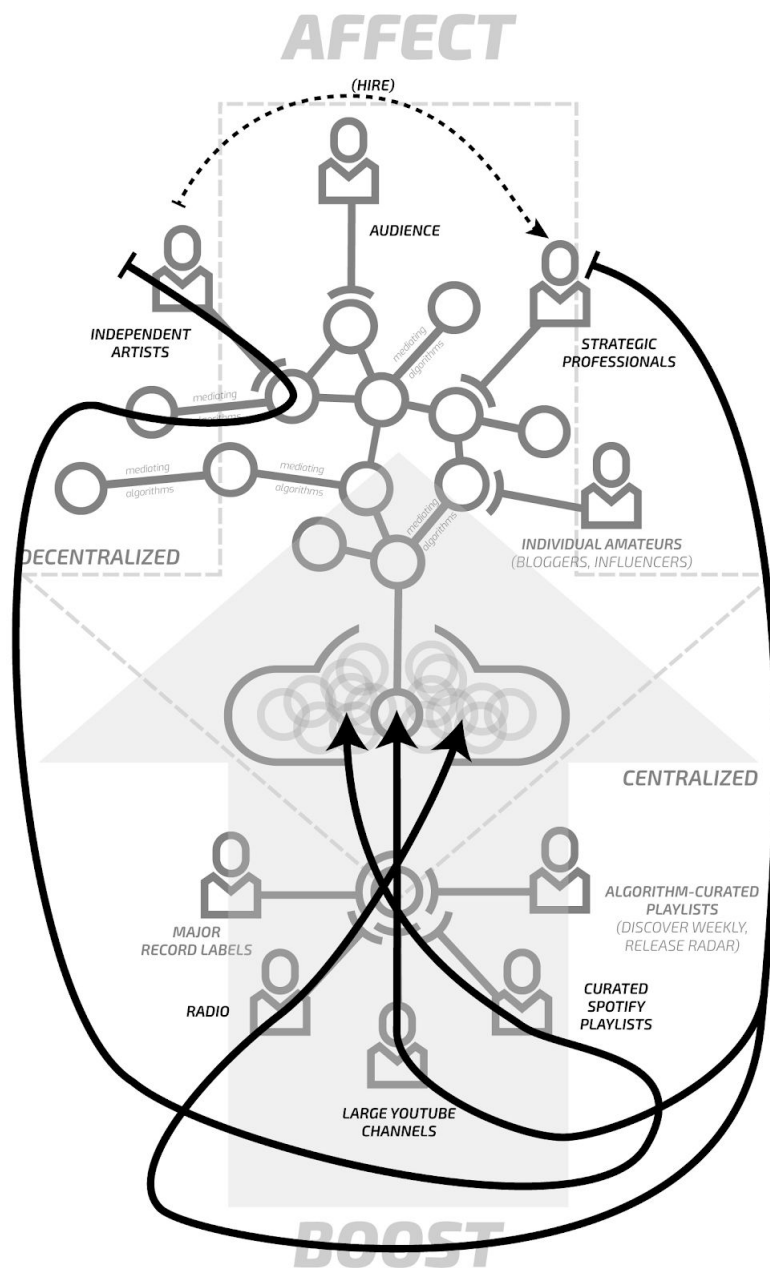 AFFECT
(HIRE)
AUDIENCE
INDEPENDENT
ARTISTS
STRATEGIC
PROFESSIONALS
mediating
algorithms
mediating
algorithms
mediating
algorithms
mediating
algorithms
mediating
algorithms
DECENTRALIZED
INDIVIDUAL AMATEURS
(BLOGGERS, INFLUENCERS)
CENTRALIZED
MAJOR
RECORD LABELS
ALGORITHM-CURATED
PLAYLISTS
(DISCOVER WEEKLY,
RELEASE RADAR)
RADIO
CURATED
SPOTIFY
PLAYLISTS
LARGE YOUTUBE
CHANNELS
BOOST